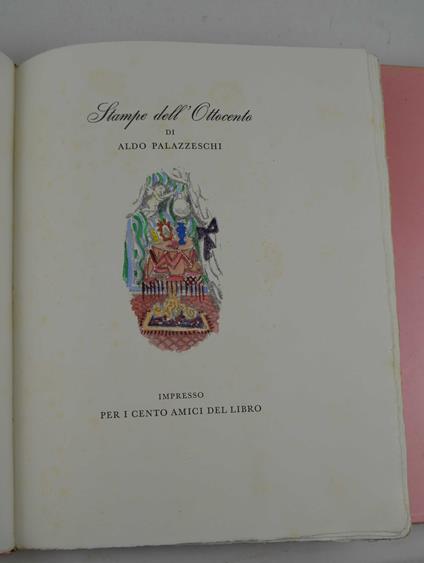 Stampe dell'Ottocento
DI
ALDO PALAZZESCHI
IMPRESSO
PER I CENTO AMICI DEL LIBRO